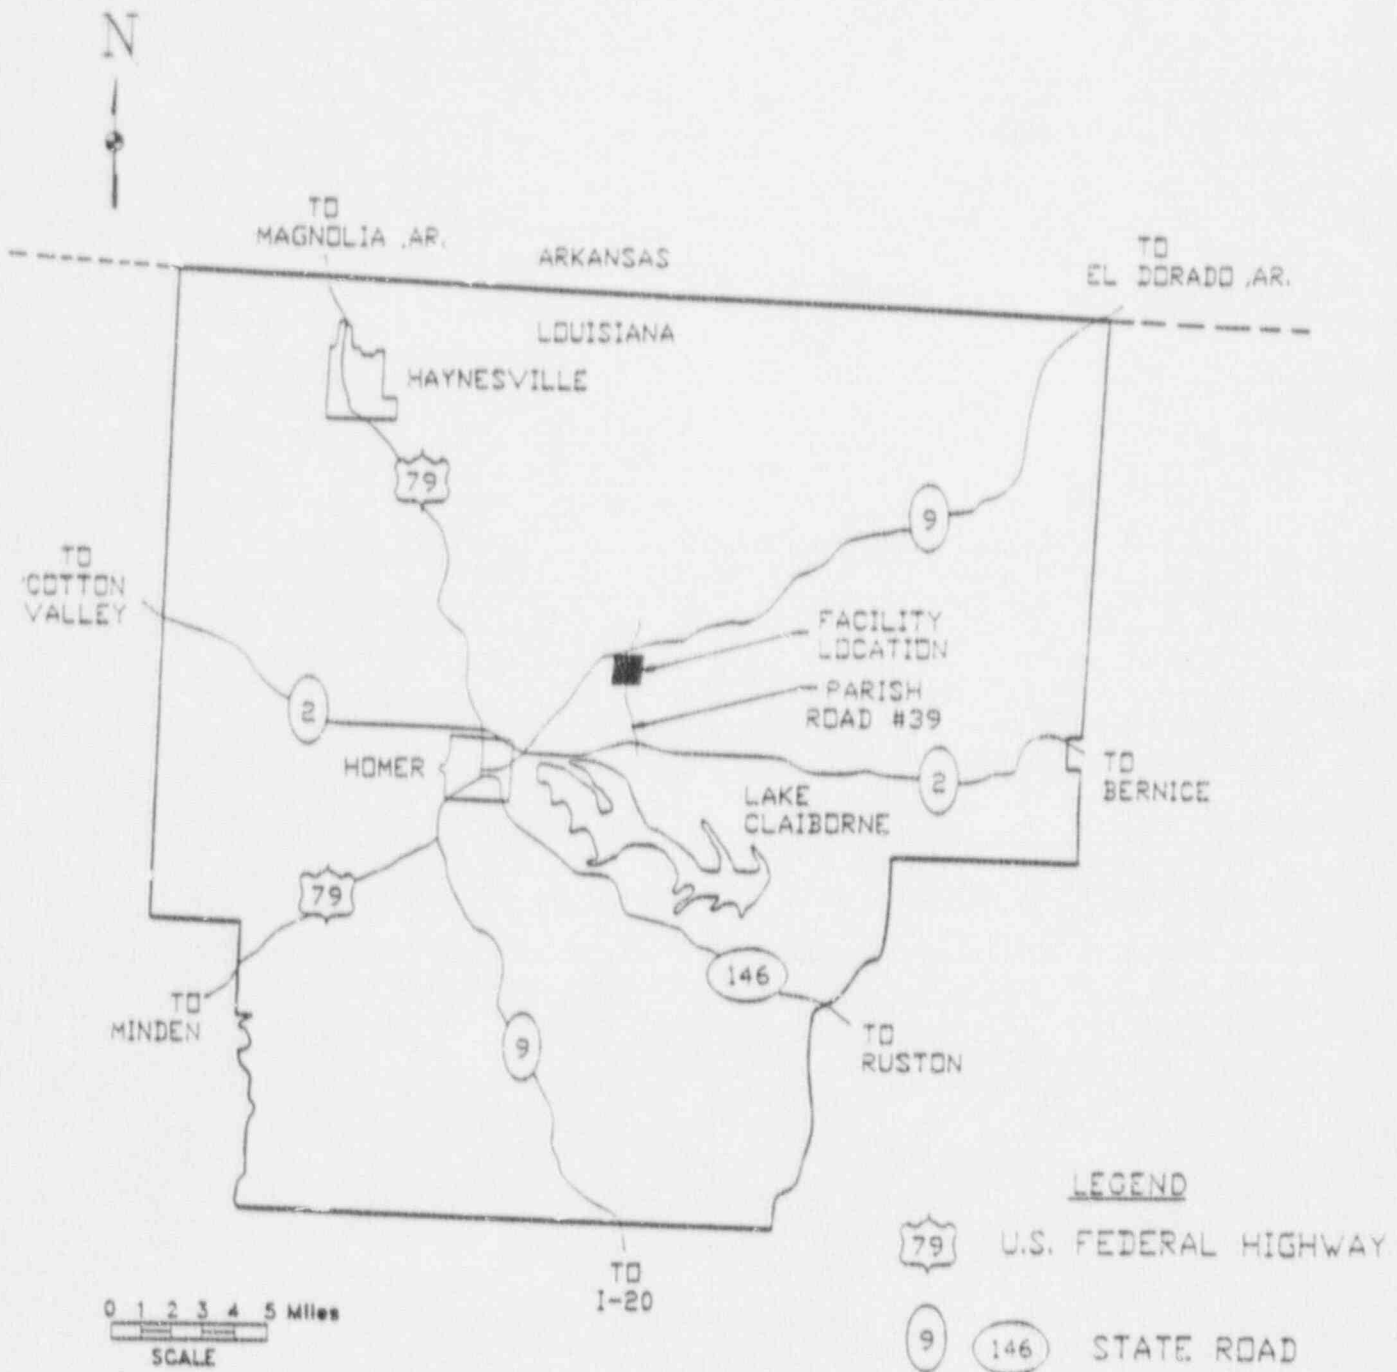 N
TO
MAGNOLIA ,AR.
ARKANSAS
TO
EL DORADO ,AR.
LOUISIANA
HAYNESVILLE
79
9
TO
COTTON
VALLEY
FACILITY
LOCATION
PARISH
ROAD #39
2
HOMER
2
TO
BERNICE
LAKE
CLAIBORNE
79
146
TO
MINDEN
9
TO
RUSTON
TO
I-20
LEGEND
79 U.S. FEDERAL HIGHWAY
9 146 STATE ROAD
0 1 2 3 4 5 Miles
SCALE